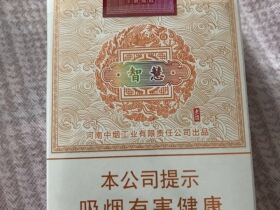 智慧
河南中烟工业有限责任公司出品
本公司提示
吸烟有害健康